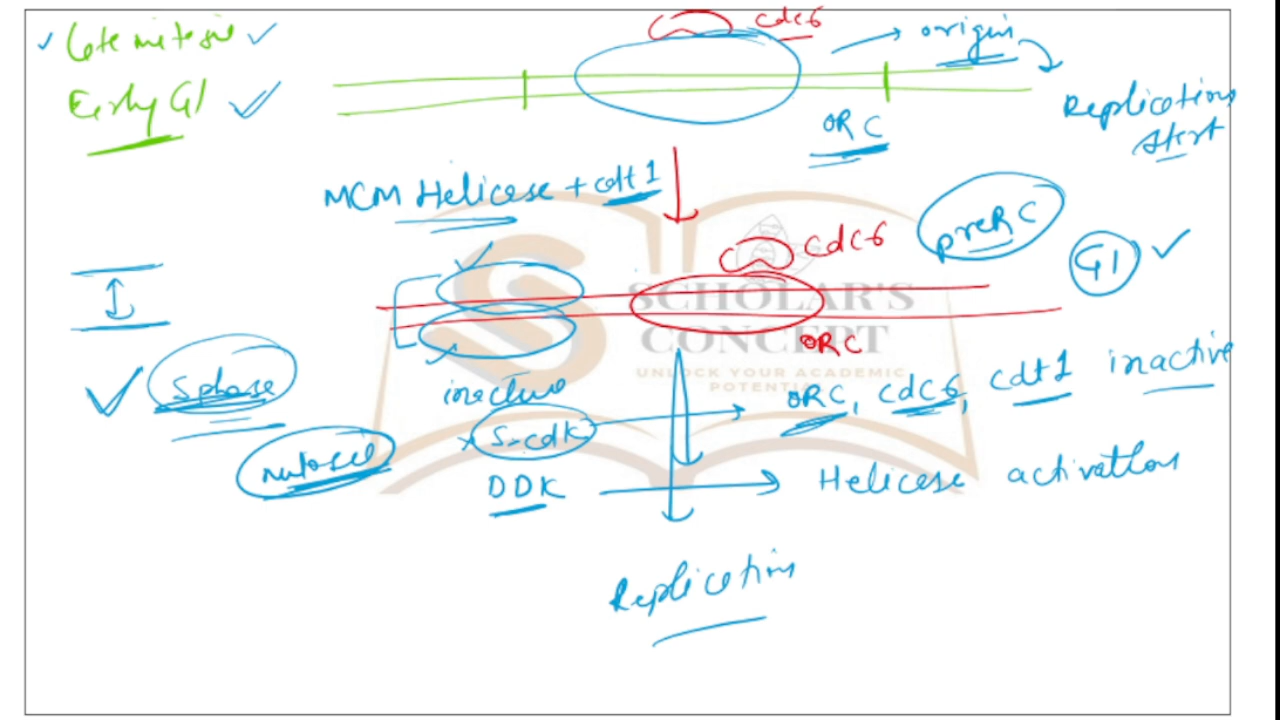 Late mitosis
Early G1
cdc6
origin
Replication
start
ORC
MCM Helicase + cdt1
cdc6
preRC
G1
SCHOLAR'S
CONCEPT
UNLOCK YOUR ACADEMIC
POTENTIAL
ORC
S phase
inactive
ORC, cdc6, cdt1 inactive
S-cdk
DDK
Helicase activation
Replication